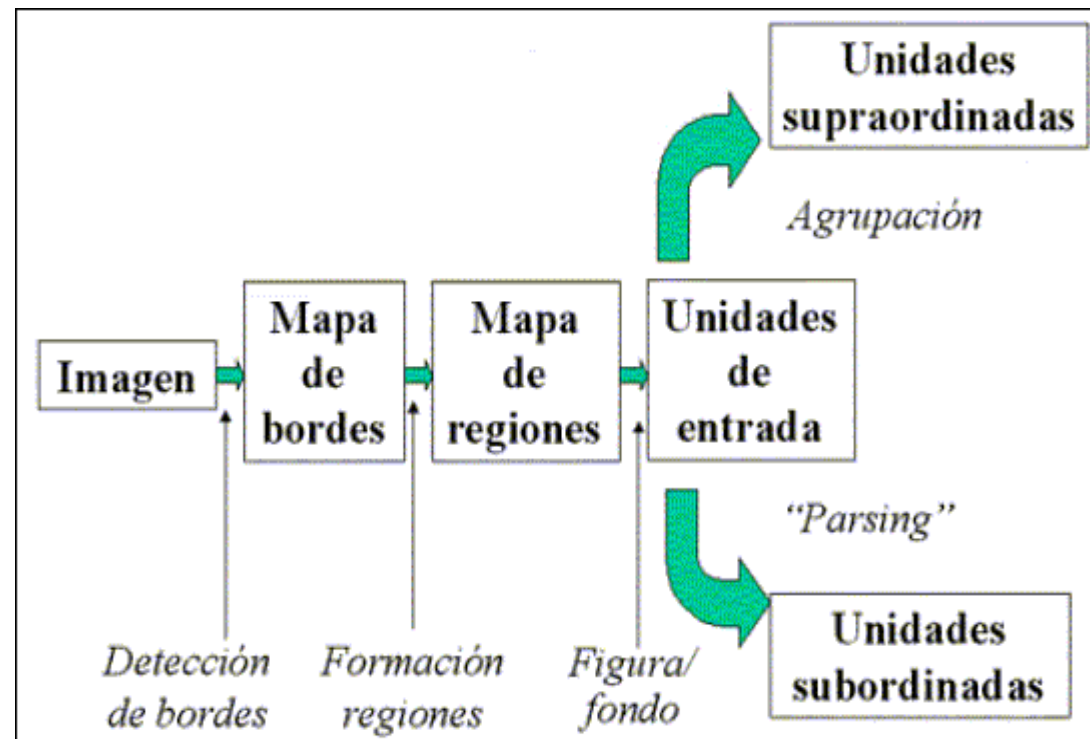 Unidades
supraordinadas
Agrupación
Imagen
Mapa
de
bordes
Mapa
de
regiones
Unidades
de
entrada
“Parsing”
Detección
de bordes
Formación
regiones
Figura/
fondo
Unidades
subordinadas